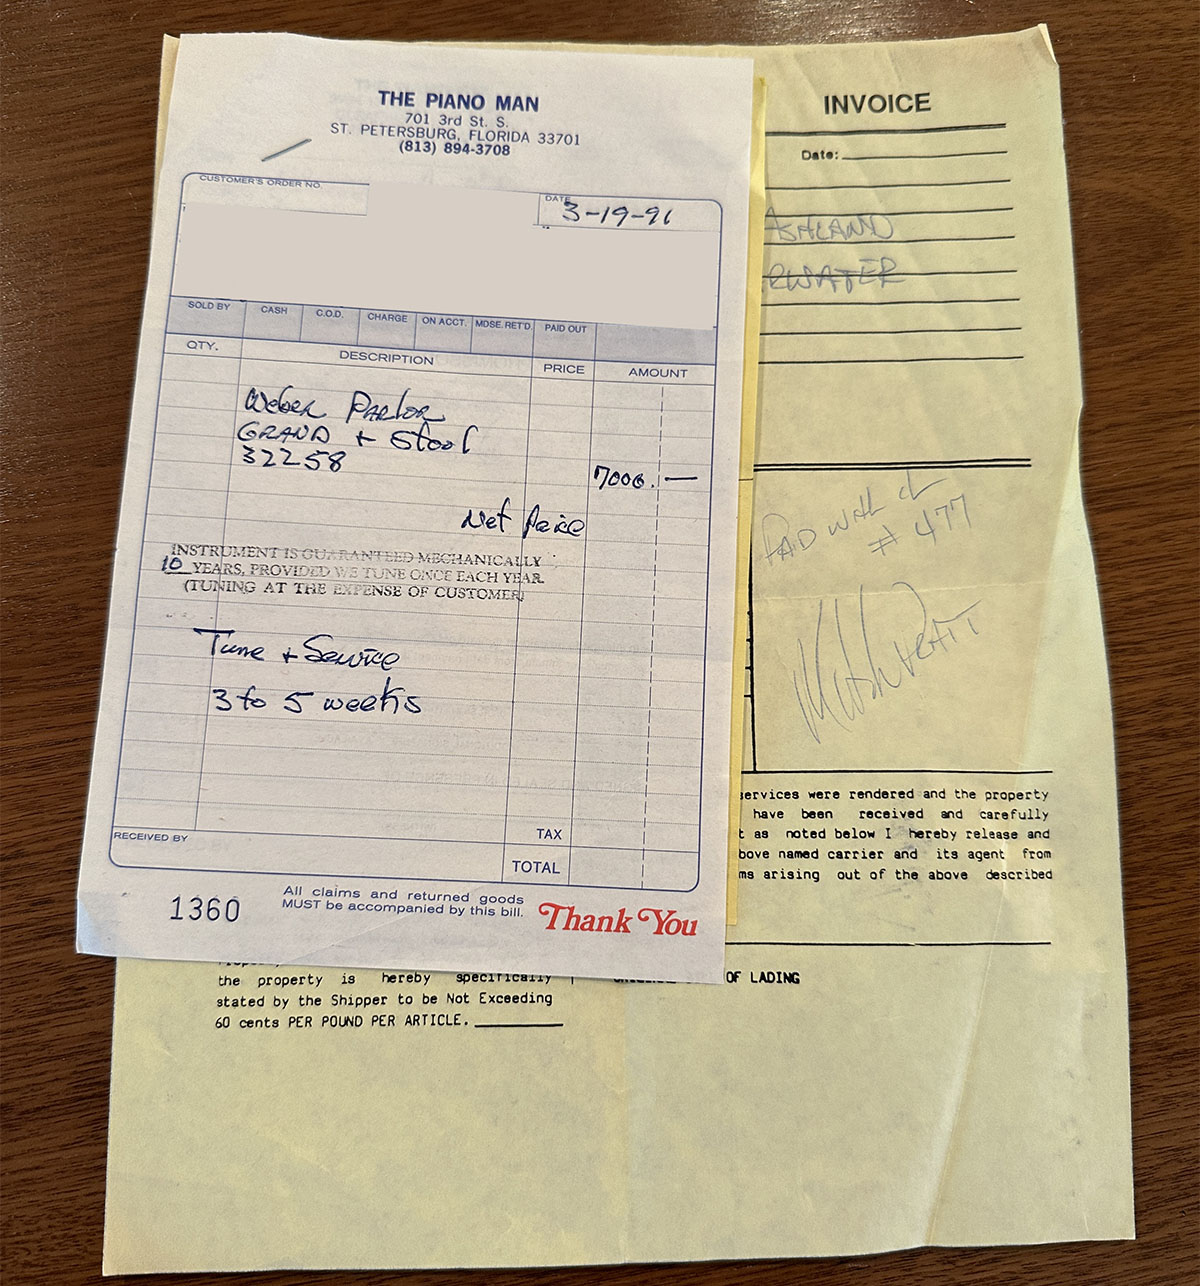 THE PIANO MAN
701 3rd St. S.
ST. PETERSBURG, FLORIDA 33701
(813) 894-3708
CUSTOMER'S ORDER NO.
DATE
3-19-91
SOLD BY
CASH
C.O.D.
CHARGE
ON ACCT.
MDSE. RET'D.
PAID OUT
QTY.
DESCRIPTION
PRICE
AMOUNT
Weber Parlor
GRAND + Stool
32258
7000. —
Net Price
INSTRUMENT IS GUARANTEED MECHANICALLY
10 YEARS, PROVIDED WE TUNE ONCE EACH YEAR.
(TUNING AT THE EXPENSE OF CUSTOMER)
Tune + Service
3 to 5 weeks
RECEIVED BY
TAX
TOTAL
1360
All claims and returned goods
MUST be accompanied by this bill.
Thank You
INVOICE
Date:
ASHLAND
RWATER
PAID WITH CK
# 477
ervices were rendered and the property
have been received and carefully
t as noted below I hereby release and
bove named carrier and its agent from
ms arising out of the above described
OF LADING
the property is hereby specifically
stated by the Shipper to be Not Exceeding
60 cents PER POUND PER ARTICLE.